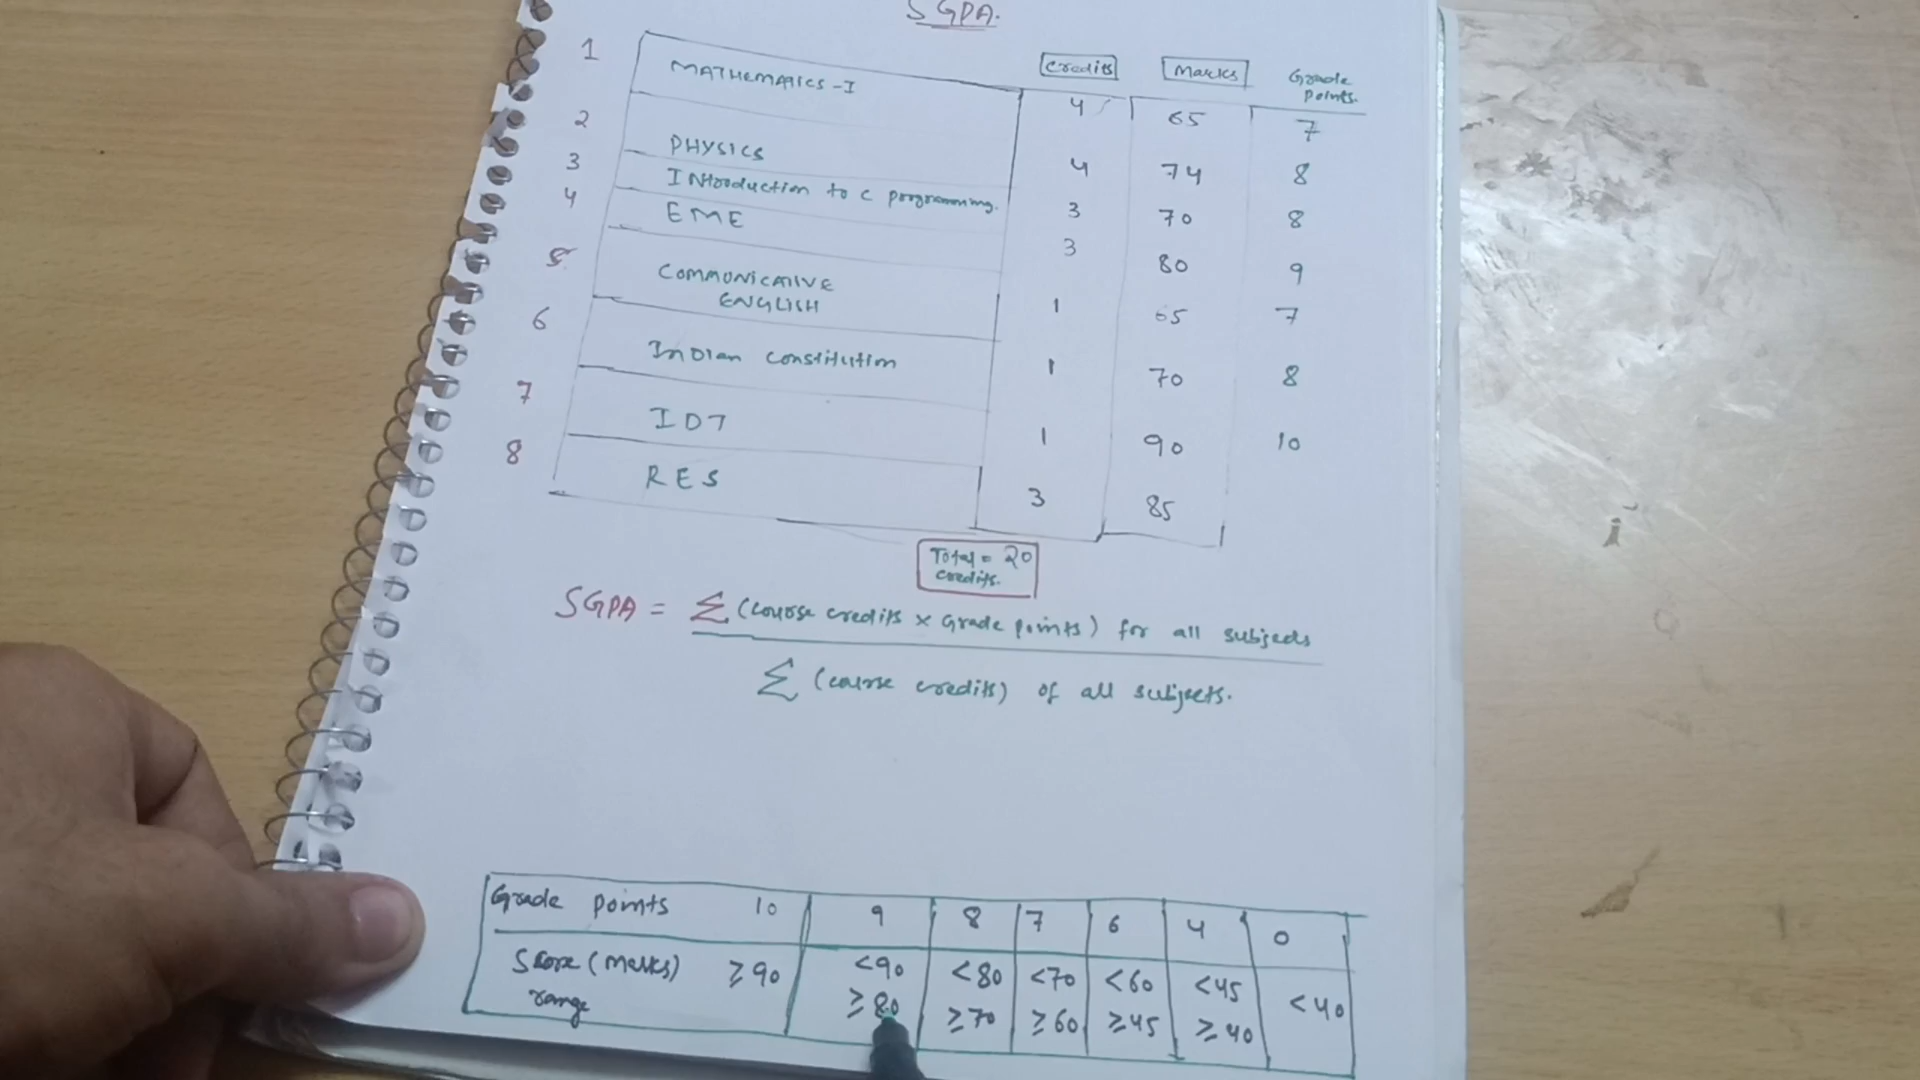 SGPA.
Credits Marks Grade points.
1 MATHEMATICS-I 4 65 7
2 PHYSICS 4 74 8
3 INtroduction to C programming. 3 70 8
4 EME 3 80 9
5 COMMUNICATIVE ENGLISH 1 65 7
6 Indian Constitution 1 70 8
7 IDT 1 90 10
8 RES 3 85
Total = 20
credits.
SGPA = Σ (course credits × Grade points) for all subjects
Σ (course credits) of all subjects.
Grade points 10 9 8 7 6 4 0
Score (Marks) range ≥90 <90 <80 <70 <60 <45 <40
≥80 ≥70 ≥60 ≥45 ≥40